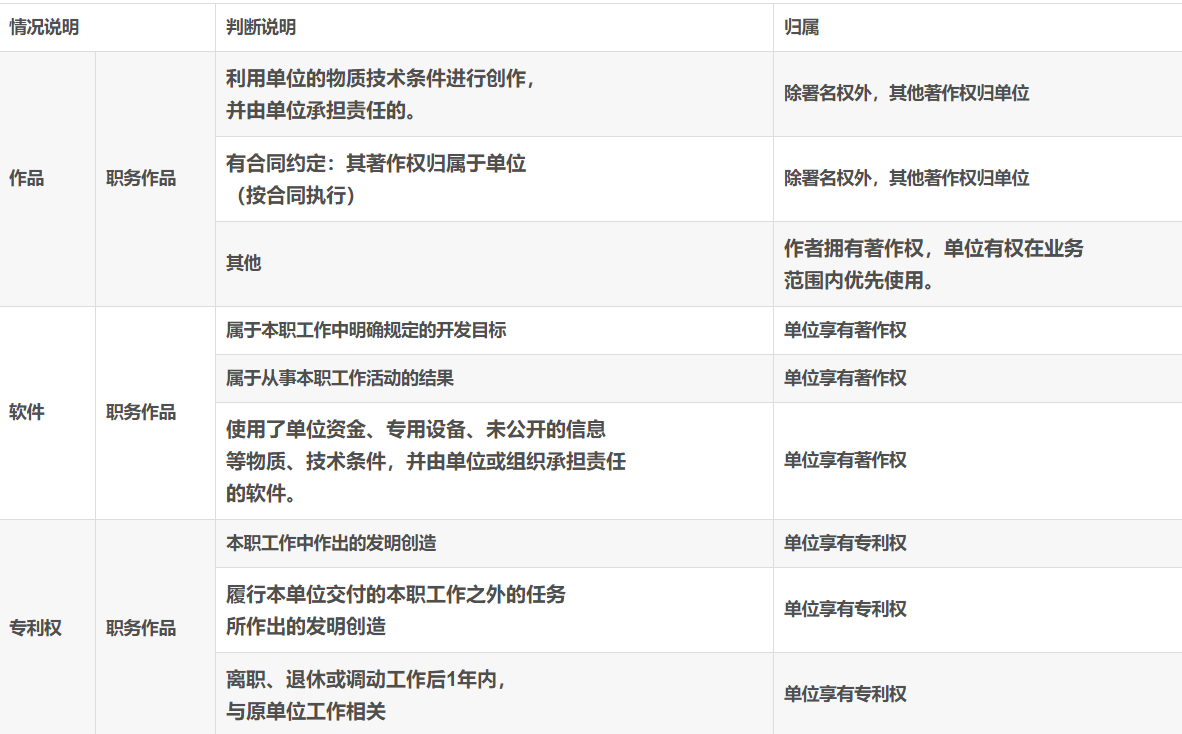 情况说明
判断说明
归属
作品
职务作品
利用单位的物质技术条件进行创作，
并由单位承担责任的。
除署名权外，其他著作权归单位
有合同约定：其著作权归属于单位
（按合同执行）
除署名权外，其他著作权归单位
其他
作者拥有著作权，单位有权在业务
范围内优先使用。
软件
职务作品
属于本职工作中明确规定的开发目标
单位享有著作权
属于从事本职工作活动的结果
单位享有著作权
使用了单位资金、专用设备、未公开的信息
等物质、技术条件，并由单位或组织承担责任
的软件。
单位享有著作权
专利权
职务作品
本职工作中作出的发明创造
单位享有专利权
履行本单位交付的本职工作之外的任务
所作出的发明创造
单位享有专利权
离职、退休或调动工作后1年内，
与原单位工作相关
单位享有专利权